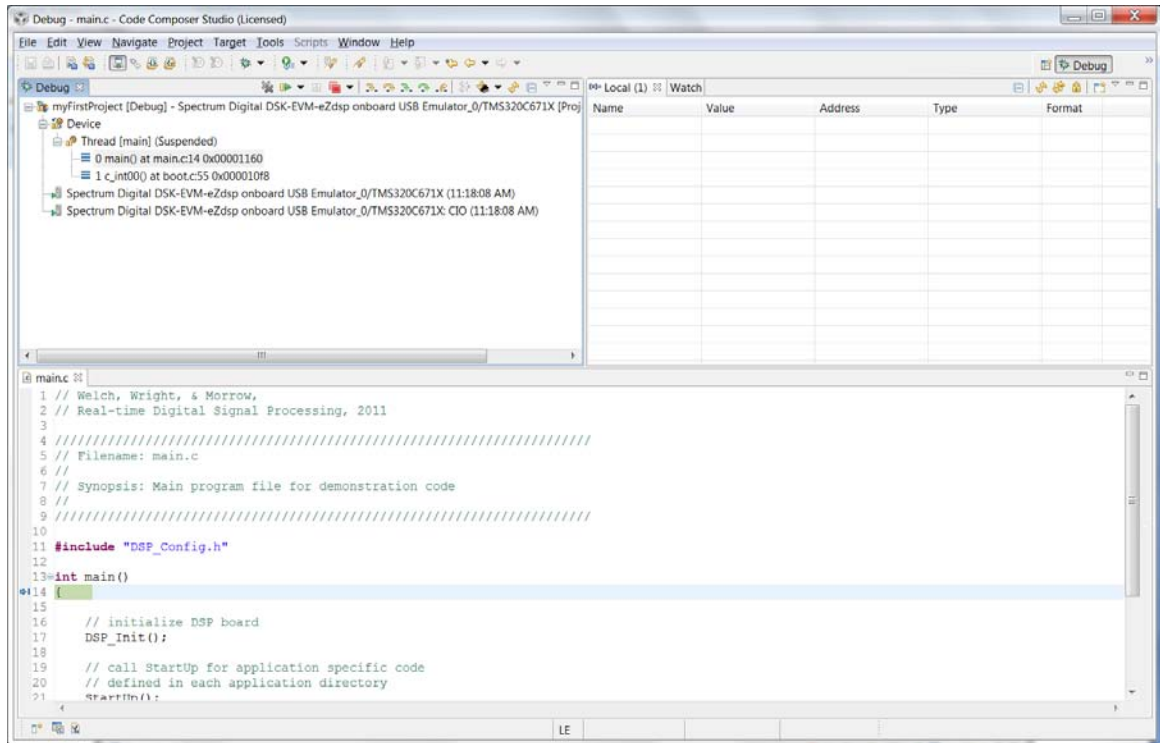 Debug - main.c - Code Composer Studio (Licensed)
File Edit View Navigate Project Target Tools Scripts Window Help
Debug
Debug
myFirstProject [Debug] - Spectrum Digital DSK-EVM-eZdsp onboard USB Emulator_0/TMS320C671X [Proj
Device
Thread [main] (Suspended)
0 main() at main.c:14 0x00001160
1 c_int00() at boot.c:55 0x000010f8
Spectrum Digital DSK-EVM-eZdsp onboard USB Emulator_0/TMS320C671X (11:18:08 AM)
Spectrum Digital DSK-EVM-eZdsp onboard USB Emulator_0/TMS320C671X: CIO (11:18:08 AM)
Local (1) Watch
Name Value Address Type Format
main.c
1 // Welch, Wright, & Morrow,
2 // Real-time Digital Signal Processing, 2011
3
4 ///////////////////////////////////////////////////////////////////////
5 // Filename: main.c
6 //
7 // Synopsis: Main program file for demonstration code
8 //
9 ///////////////////////////////////////////////////////////////////////
10
11 #include "DSP_Config.h"
12
13 int main()
14 {
15
16 // initialize DSP board
17 DSP_Init();
18
19 // call StartUp for application specific code
20 // defined in each application directory
21 StartUp();
LE